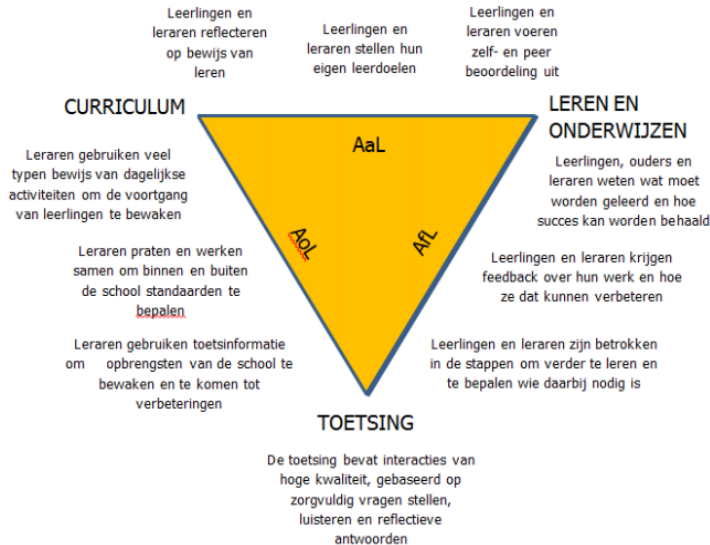 Leerlingen en
leraren reflecteren
op bewijs van
leren
Leerlingen en
leraren stellen hun
eigen leerdoelen
Leerlingen en
leraren voeren
zelf- en peer
beoordeling uit
CURRICULUM
LEREN EN
ONDERWIJZEN
AaL
Leraren gebruiken veel
typen bewijs van dagelijkse
activiteiten om de voortgang
van leerlingen te bewaken
Leerlingen, ouders en
leraren weten wat moet
worden geleerd en hoe
succes kan worden behaald
AoL
AfL
Leraren praten en werken
samen om binnen en buiten
de school standaarden te
bepalen
Leerlingen en leraren krijgen
feedback over hun werk en hoe
ze dat kunnen verbeteren
Leraren gebruiken toetsinformatie
om opbrengsten van de school te
bewaken en te komen tot
verbeteringen
Leerlingen en leraren zijn betrokken
in de stappen om verder te leren en
te bepalen wie daarbij nodig is
TOETSING
De toetsing bevat interacties van
hoge kwaliteit, gebaseerd op
zorgvuldig vragen stellen,
luisteren en reflectieve
antwoorden